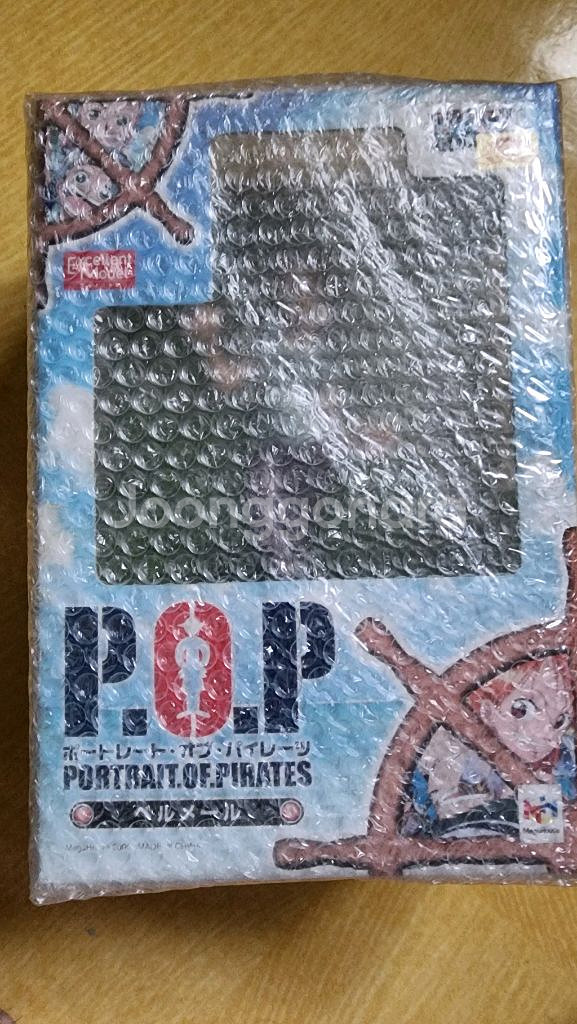 Excellent
Model
Joonggonara
P.O.P
ポートレート・オブ・パイレーツ
PORTRAIT.OF.PIRATES
ベルメール
MegaHouse